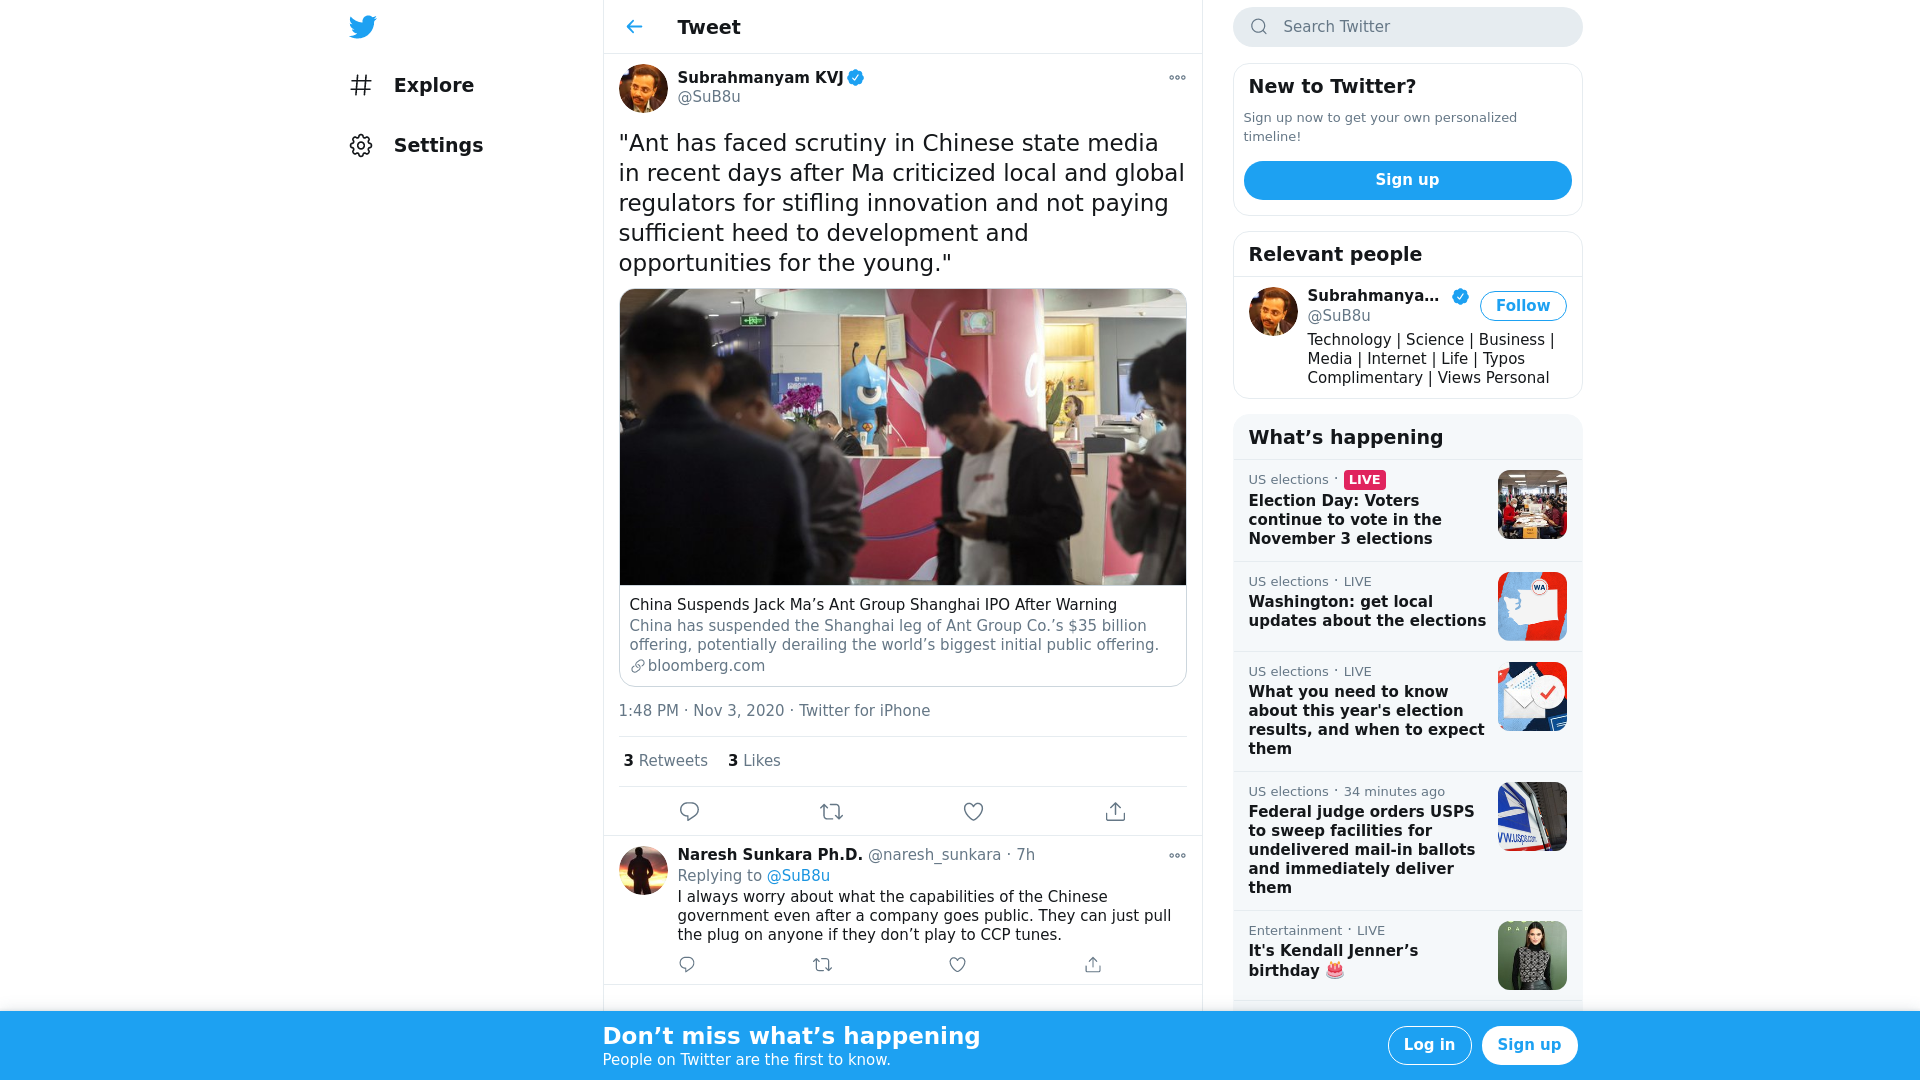 Explore
Settings
Tweet
Subrahmanyam KVJ
@SuB8u
"Ant has faced scrutiny in Chinese state media
in recent days after Ma criticized local and global
regulators for stifling innovation and not paying
sufficient heed to development and
opportunities for the young."
China Suspends Jack Ma’s Ant Group Shanghai IPO After Warning
China has suspended the Shanghai leg of Ant Group Co.’s $35 billion
offering, potentially derailing the world’s biggest initial public offering.
bloomberg.com
1:48 PM · Nov 3, 2020 · Twitter for iPhone
3 Retweets 3 Likes
Naresh Sunkara Ph.D. @naresh_sunkara · 7h
Replying to @SuB8u
I always worry about what the capabilities of the Chinese
government even after a company goes public. They can just pull
the plug on anyone if they don’t play to CCP tunes.
Search Twitter
New to Twitter?
Sign up now to get your own personalized
timeline!
Sign up
Relevant people
Subrahmanya...
@SuB8u
Follow
Technology | Science | Business |
Media | Internet | Life | Typos
Complimentary | Views Personal
What’s happening
US elections · LIVE
Election Day: Voters
continue to vote in the
November 3 elections
US elections · LIVE
Washington: get local
updates about the elections
WA
US elections · LIVE
What you need to know
about this year's election
results, and when to expect
them
US elections · 34 minutes ago
Federal judge orders USPS
to sweep facilities for
undelivered mail-in ballots
and immediately deliver
them
Entertainment · LIVE
It's Kendall Jenner’s
birthday 🎂
Don’t miss what’s happening
People on Twitter are the first to know.
Log in
Sign up